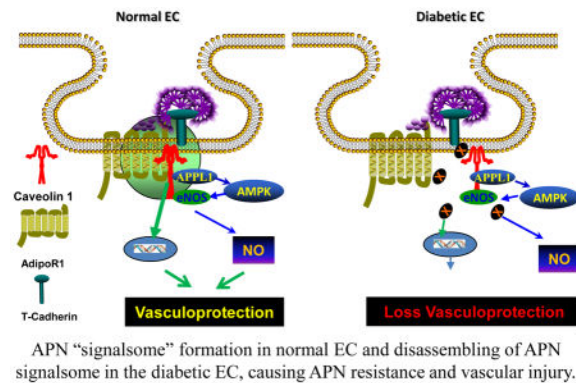 Normal EC
Diabetic EC
APPL1
eNOS
AMPK
NO
Vasculoprotection
APPL1
eNOS
AMPK
NO
Loss Vasculoprotection
Caveolin 1
AdipoR1
T-Cadherin
APN “signalsome” formation in normal EC and disassembling of APN
signalsome in the diabetic EC, causing APN resistance and vascular injury.